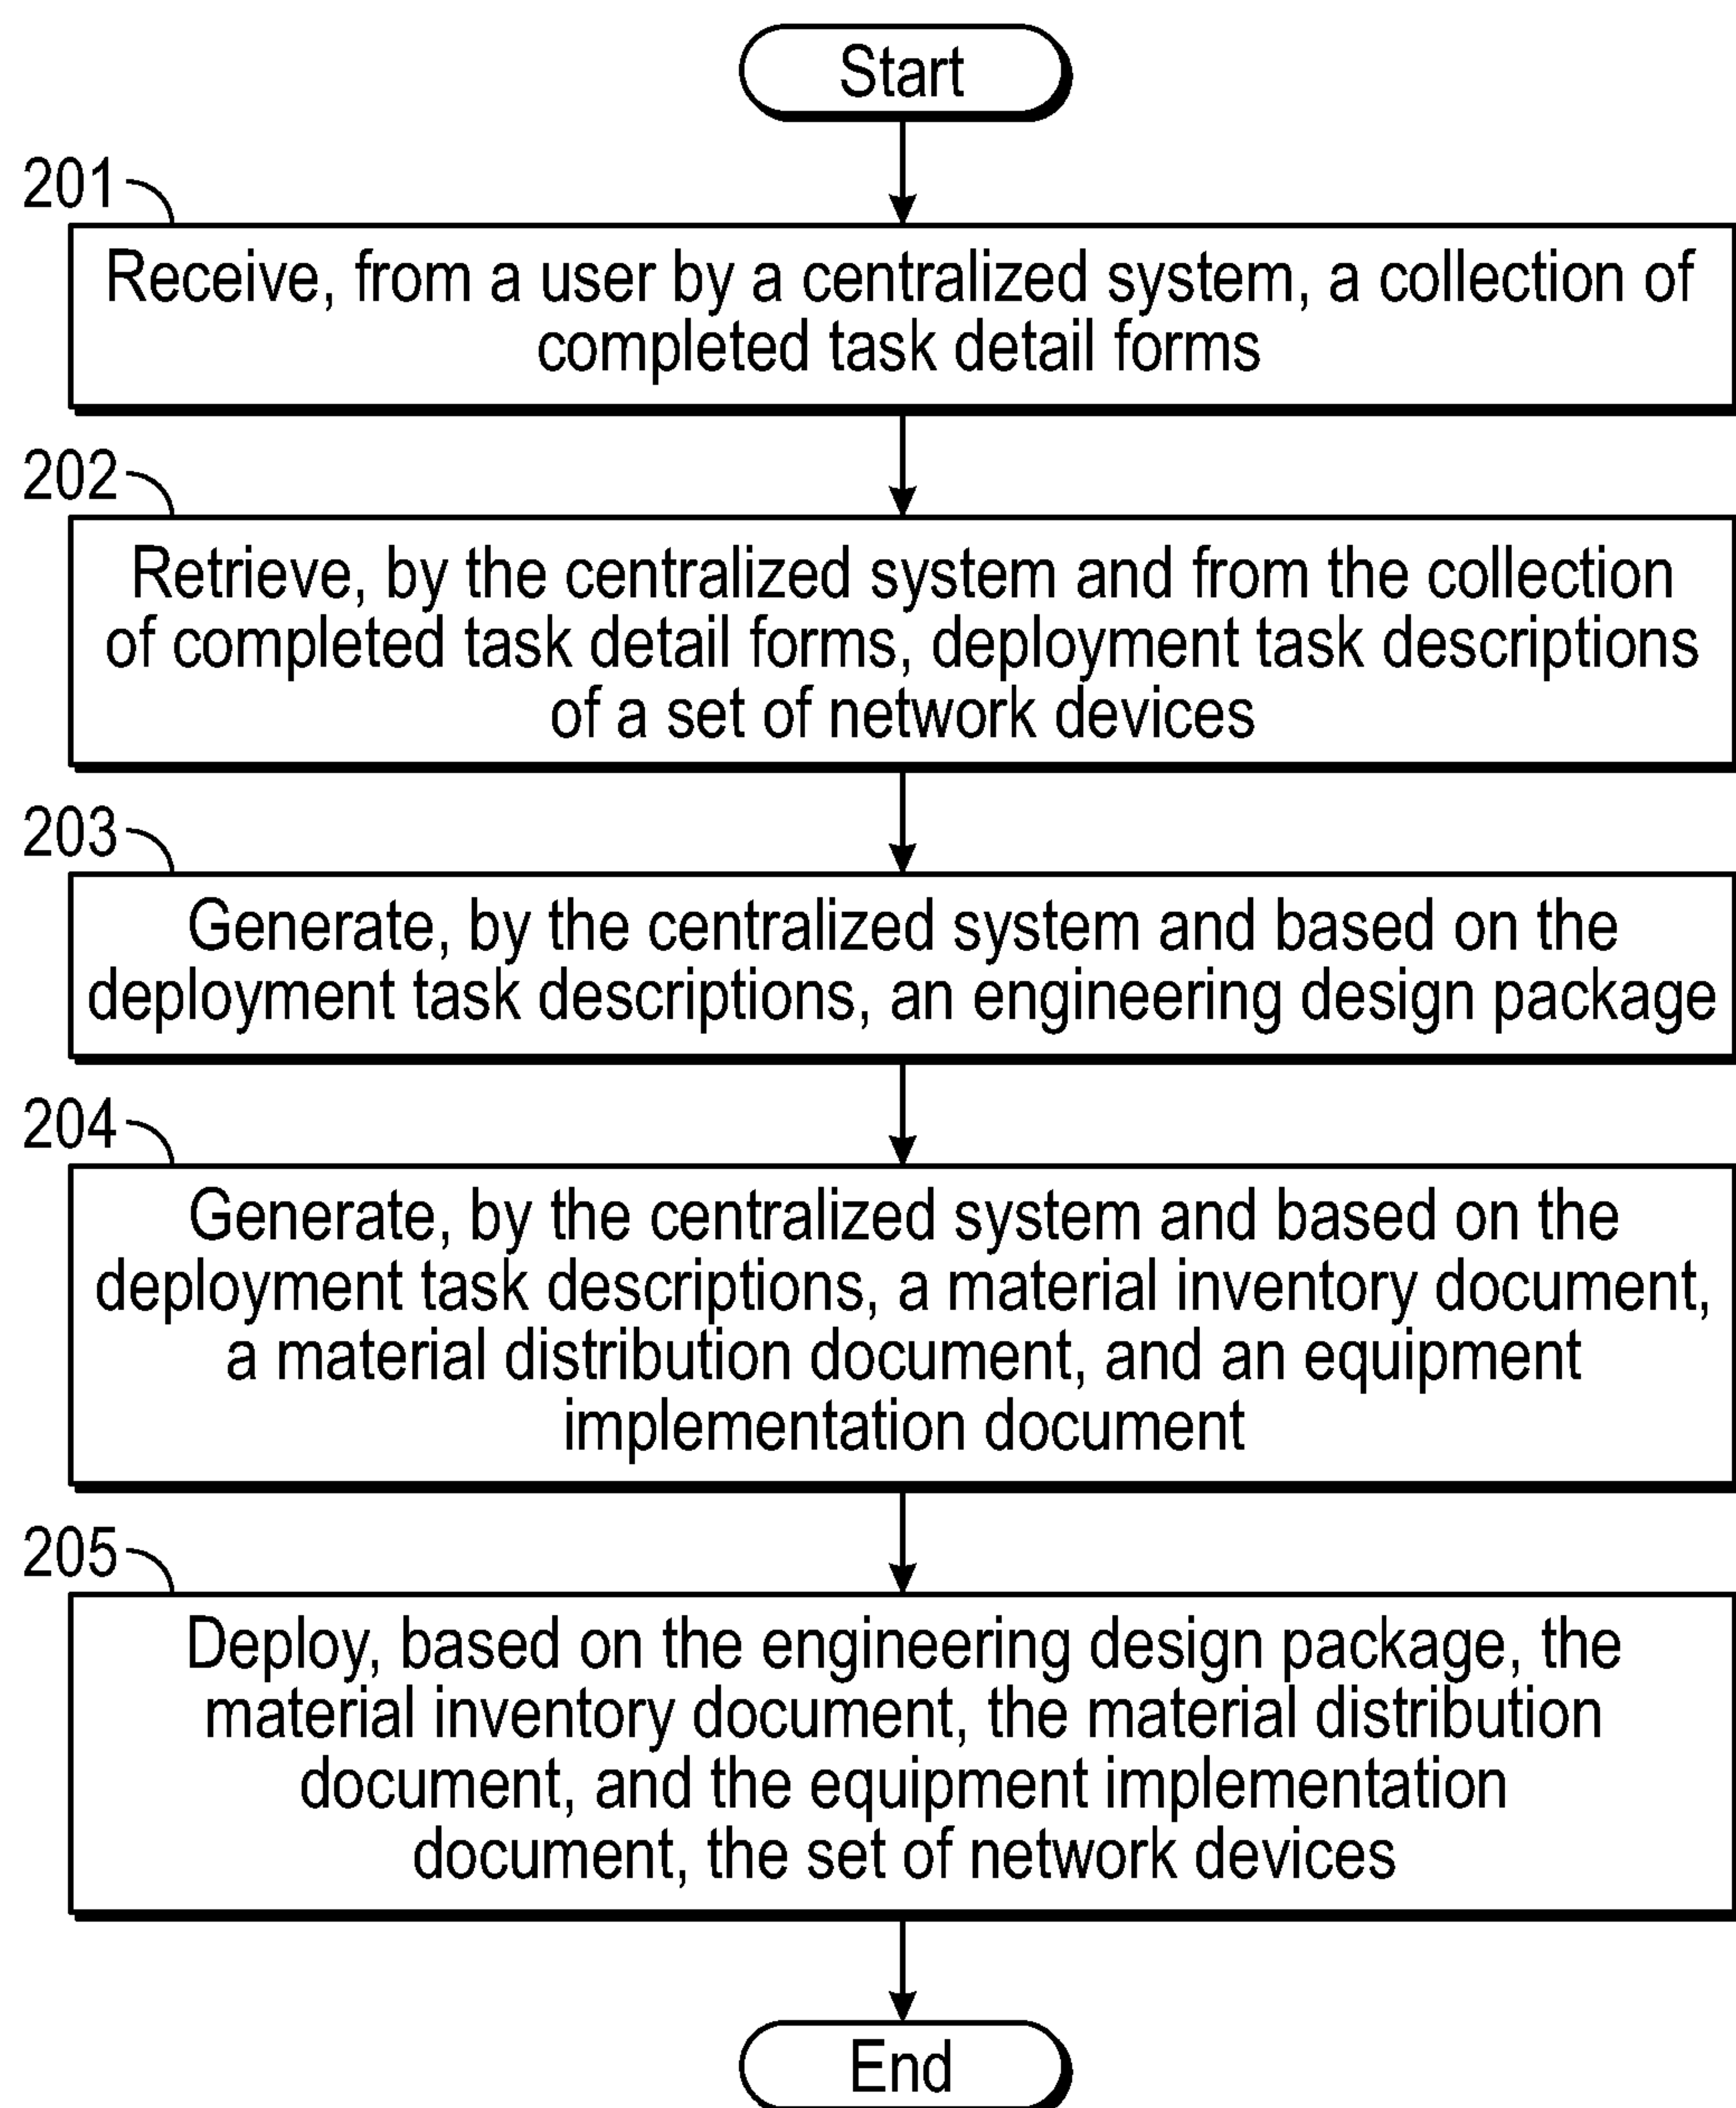 Start
201
Receive, from a user by a centralized system, a collection of
completed task detail forms
202
Retrieve, by the centralized system and from the collection
of completed task detail forms, deployment task descriptions
of a set of network devices
203
Generate, by the centralized system and based on the
deployment task descriptions, an engineering design package
204
Generate, by the centralized system and based on the
deployment task descriptions, a material inventory document,
a material distribution document, and an equipment
implementation document
205
Deploy, based on the engineering design package, the
material inventory document, the material distribution
document, and the equipment implementation
document, the set of network devices
End